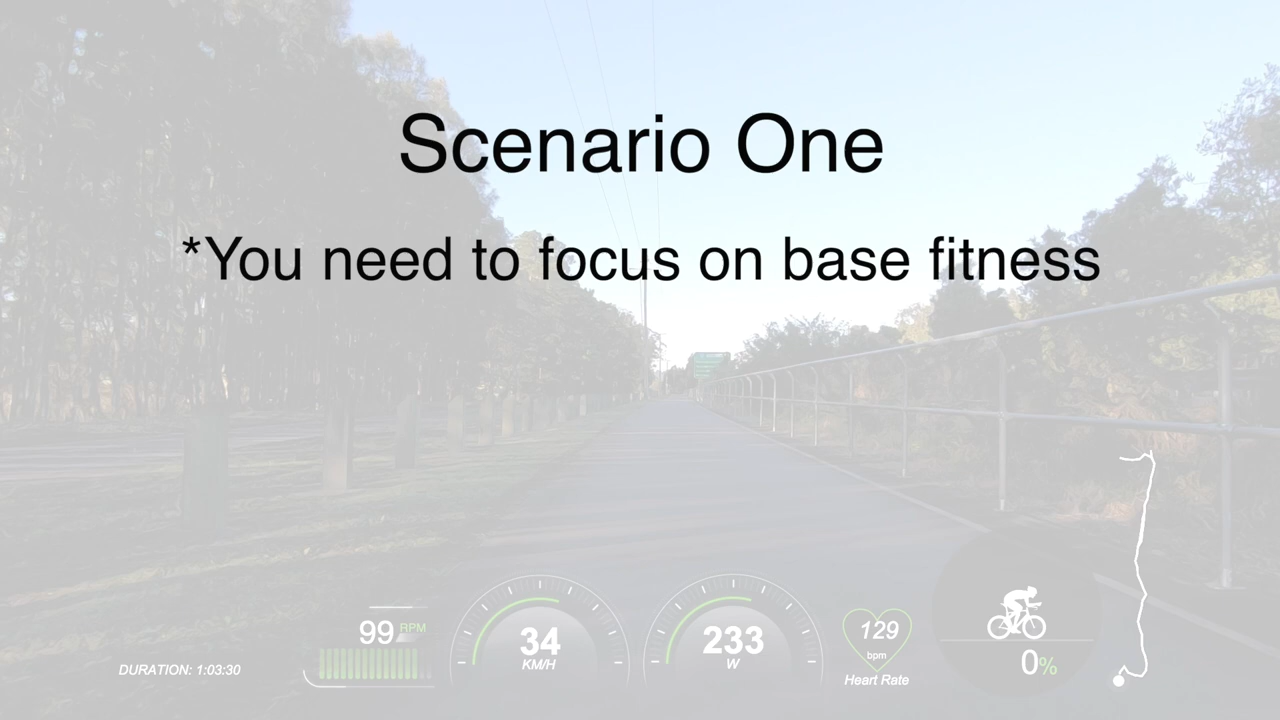 Scenario One
*You need to focus on base fitness
99 RPM
34
KM/H
233
W
129
bpm
Heart Rate
0%
DURATION: 1:03:30